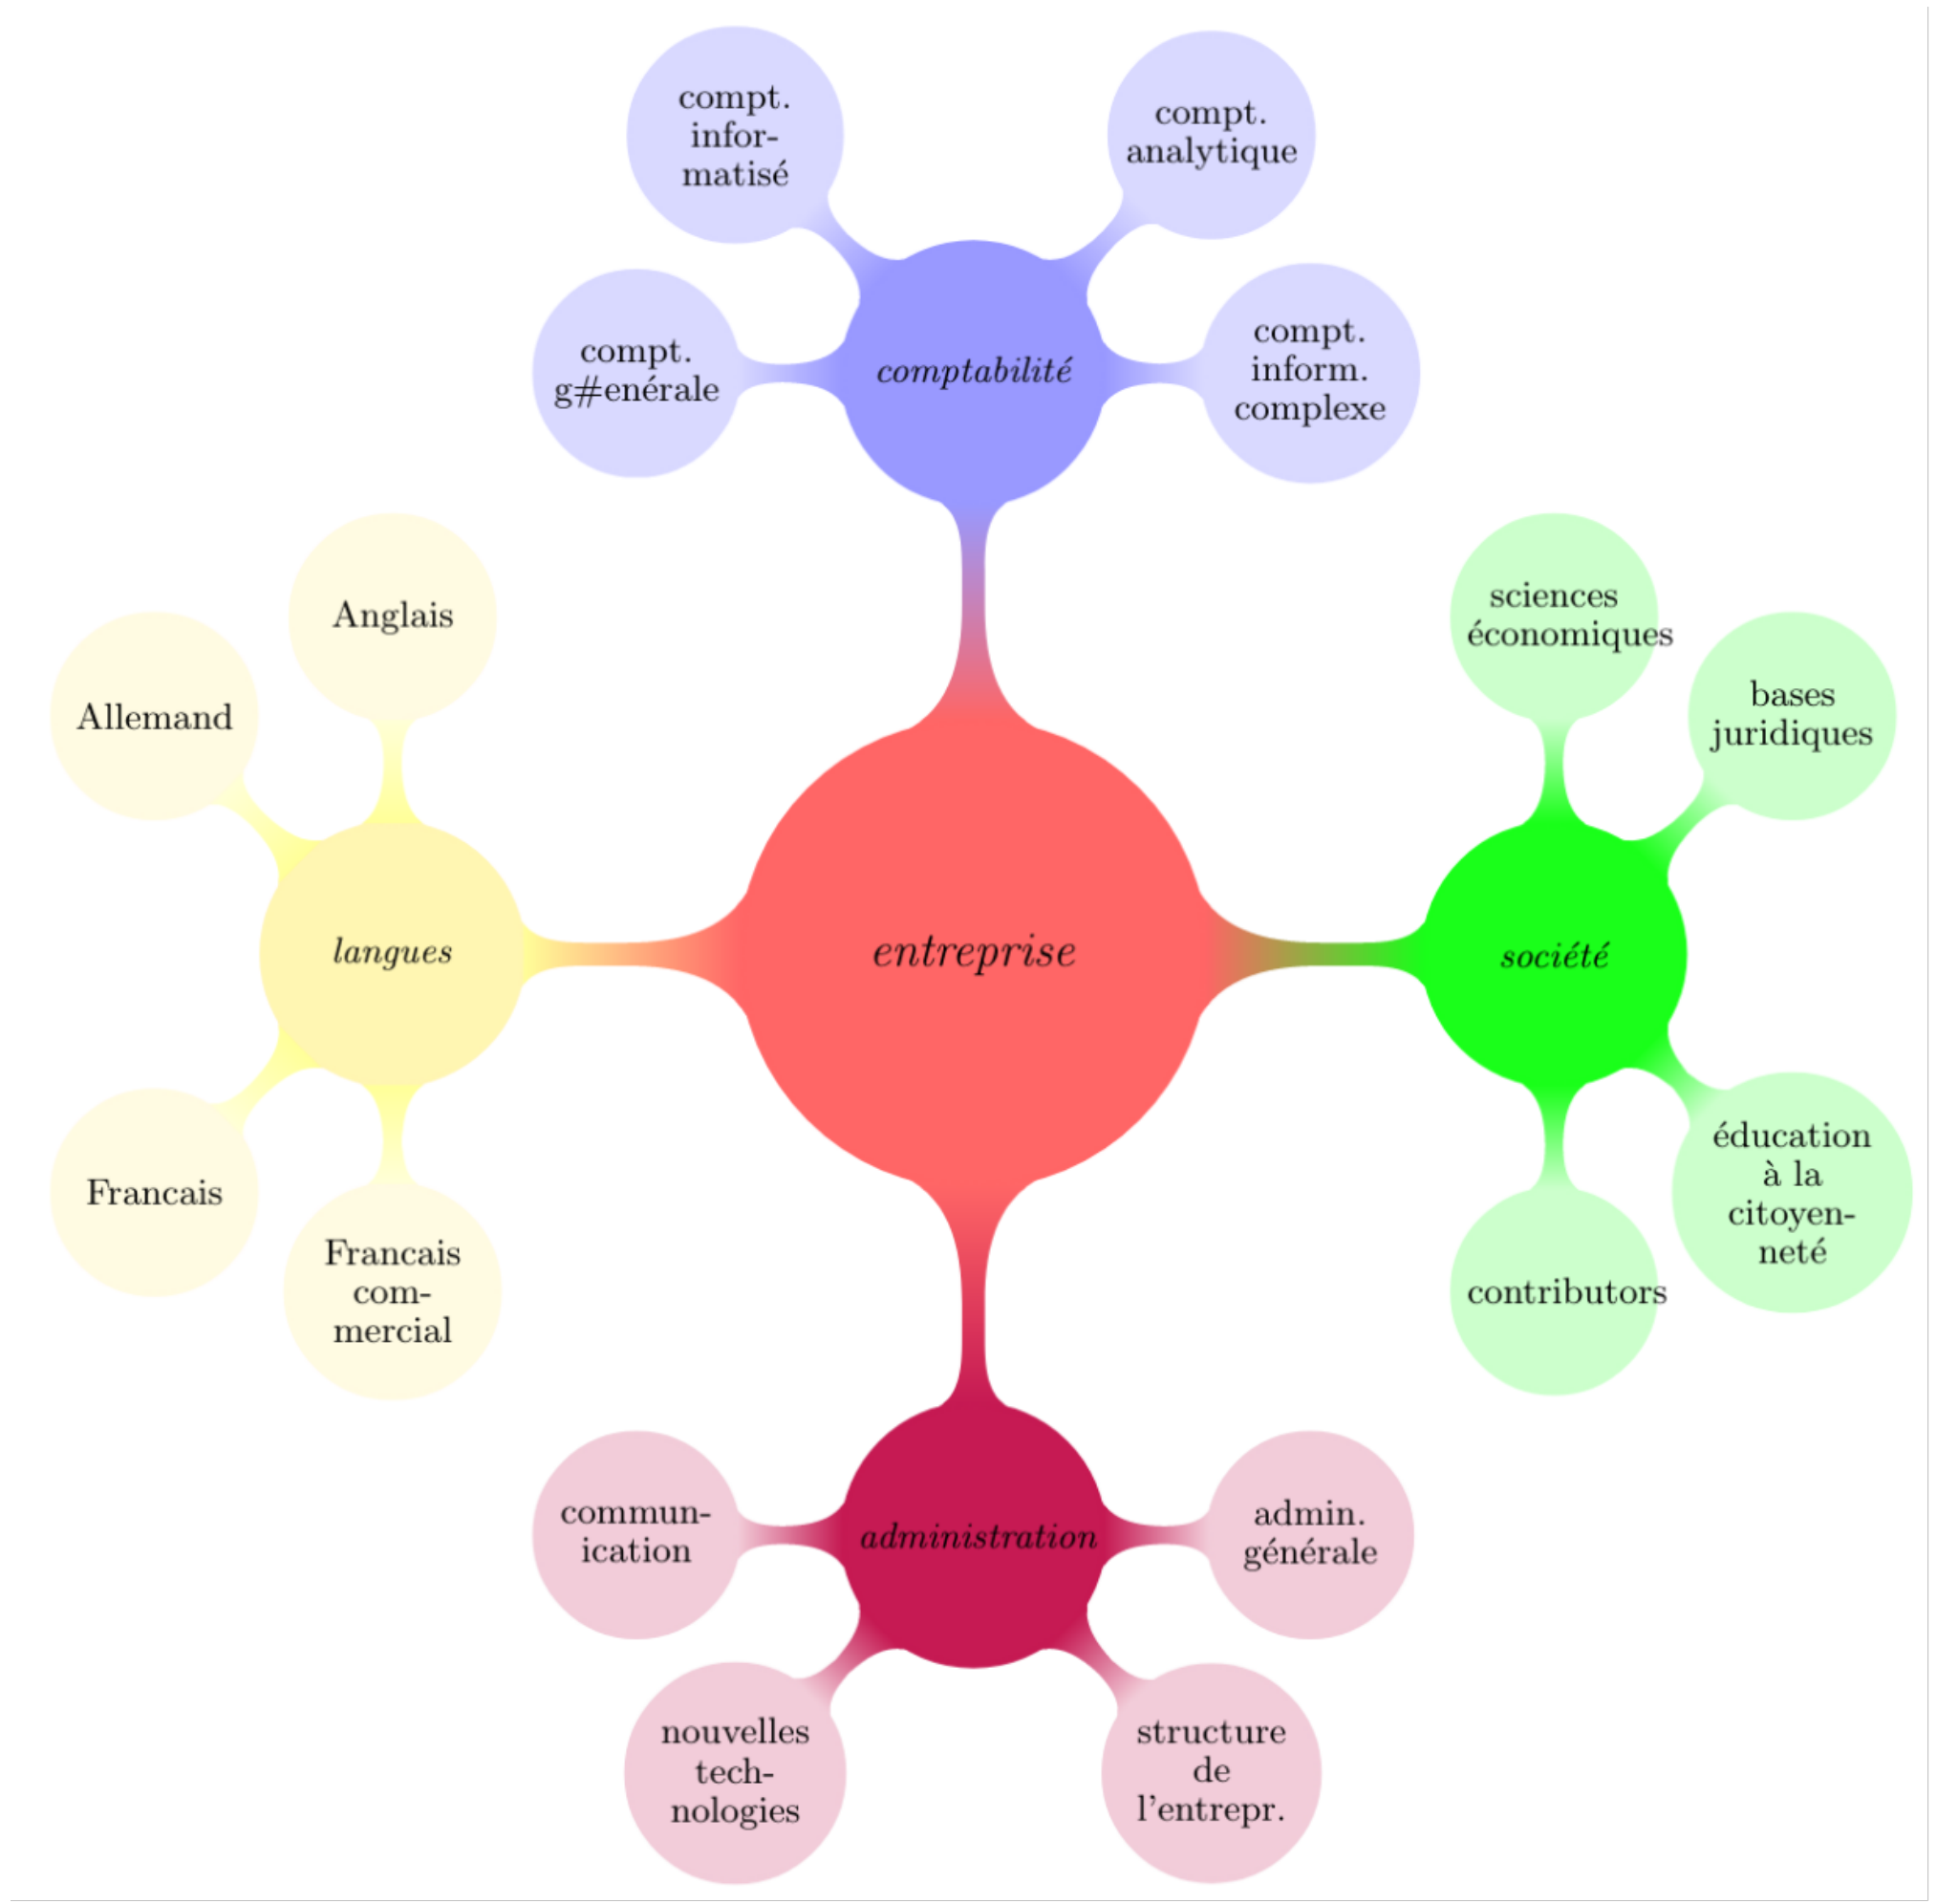 compt.
infor-
matisé
compt.
analytique
compt.
g#enérale
comptabilité
compt.
inform.
complexe
Anglais
Allemand
langues
Francais
Francais
com-
mercial
entreprise
sciences
économiques
bases
juridiques
société
éducation
à la
citoyen-
neté
contributors
commun-
ication
administration
admin.
générale
nouvelles
tech-
nologies
structure
de
l'entrepr.